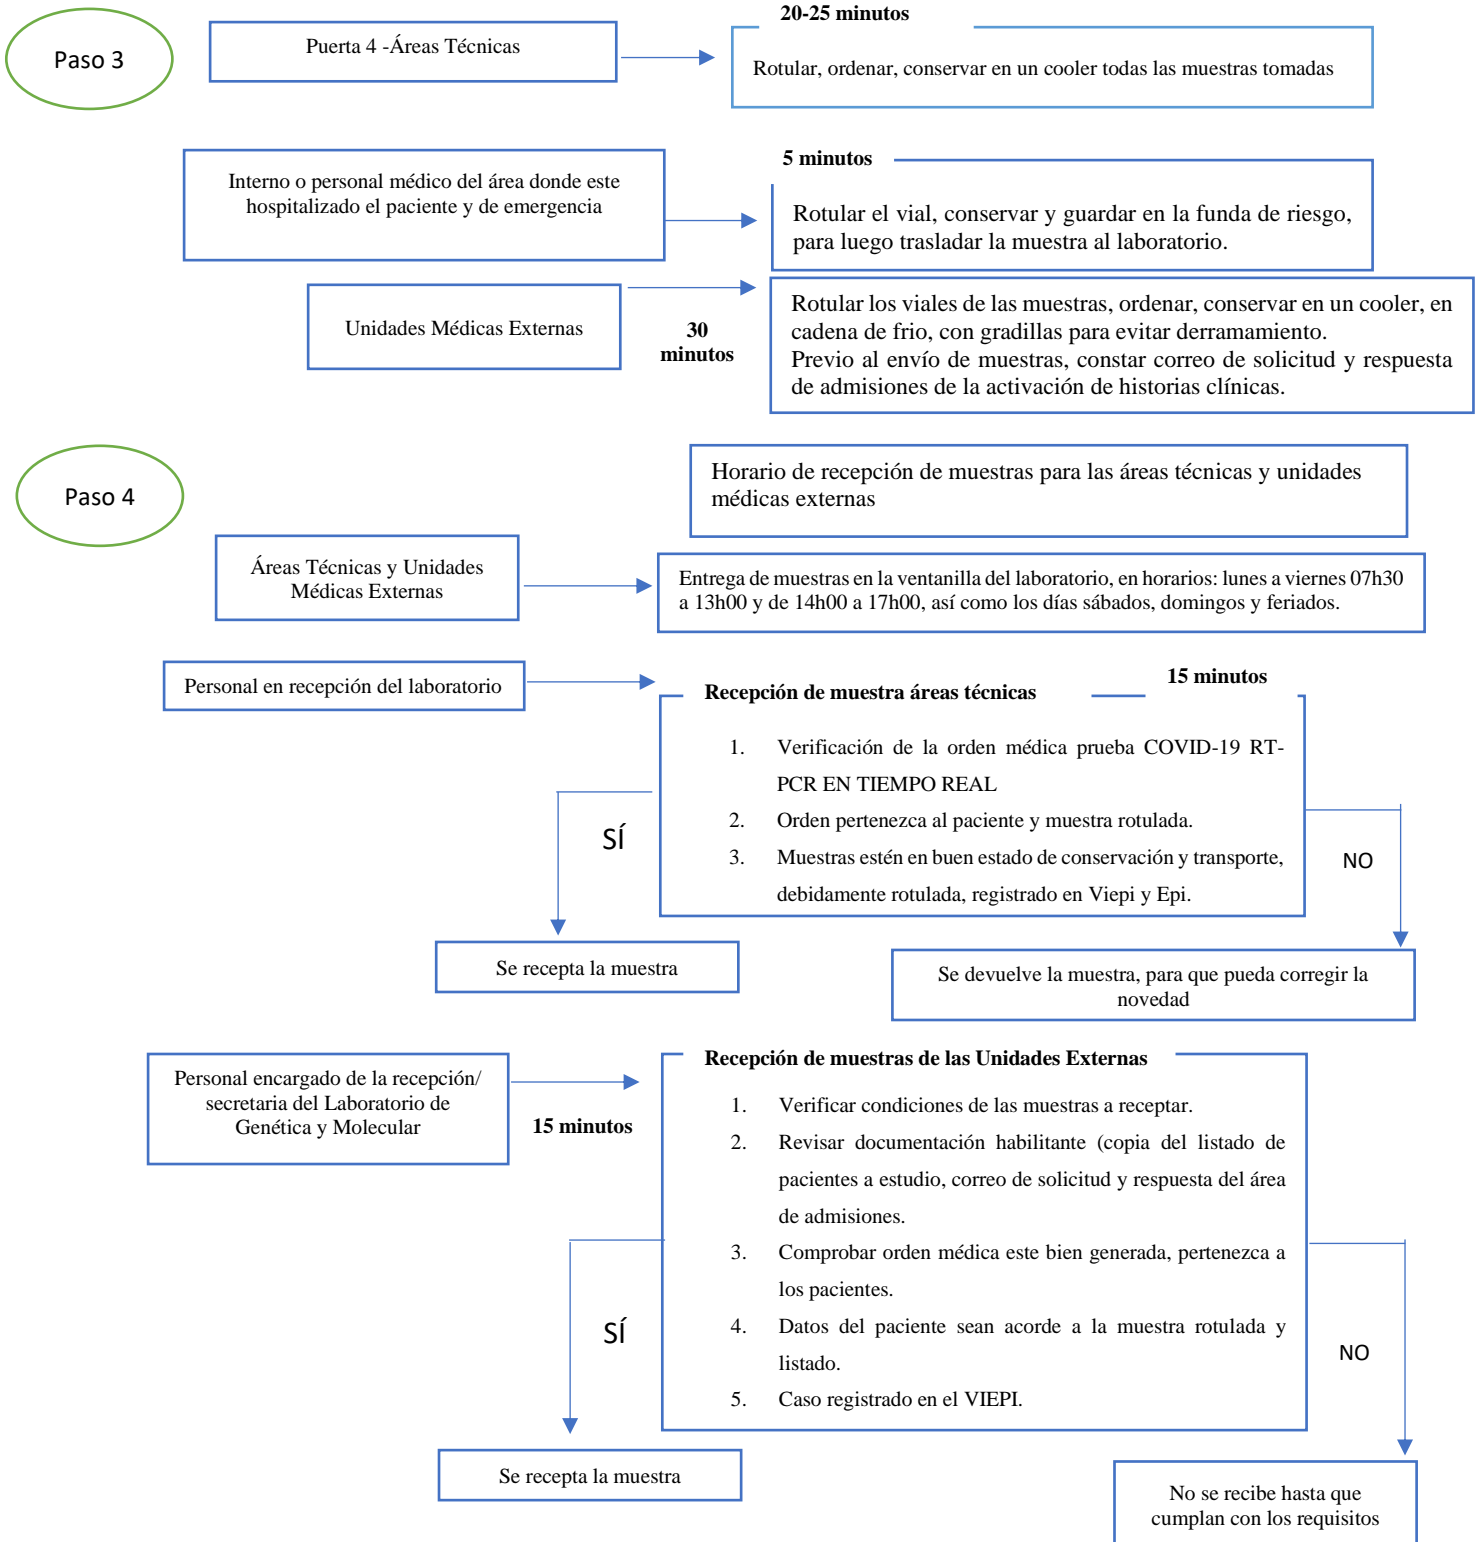 20-25 minutos
Paso 3
Puerta 4 -Áreas Técnicas
Rotular, ordenar, conservar en un cooler todas las muestras tomadas
5 minutos
Interno o personal médico del área donde este
hospitalizado el paciente y de emergencia
Rotular el vial, conservar y guardar en la funda de riesgo,
para luego trasladar la muestra al laboratorio.
Unidades Médicas Externas
30
minutos
Rotular los viales de las muestras, ordenar, conservar en un cooler, en
cadena de frio, con gradillas para evitar derramamiento.
Previo al envío de muestras, constar correo de solicitud y respuesta
de admisiones de la activación de historias clínicas.
Paso 4
Horario de recepción de muestras para las áreas técnicas y unidades
médicas externas
Áreas Técnicas y Unidades
Médicas Externas
Entrega de muestras en la ventanilla del laboratorio, en horarios: lunes a viernes 07h30
a 13h00 y de 14h00 a 17h00, así como los días sábados, domingos y feriados.
Personal en recepción del laboratorio
15 minutos
Recepción de muestra áreas técnicas
1. Verificación de la orden médica prueba COVID-19 RT-
PCR EN TIEMPO REAL
2. Orden pertenezca al paciente y muestra rotulada.
3. Muestras estén en buen estado de conservación y transporte,
debidamente rotulada, registrado en Viepi y Epi.
SÍ
NO
Se recepta la muestra
Se devuelve la muestra, para que pueda corregir la
novedad
Personal encargado de la recepción/
secretaria del Laboratorio de
Genética y Molecular
15 minutos
Recepción de muestras de las Unidades Externas
1. Verificar condiciones de las muestras a receptar.
2. Revisar documentación habilitante (copia del listado de
pacientes a estudio, correo de solicitud y respuesta del área
de admisiones.
3. Comprobar orden médica este bien generada, pertenezca a
los pacientes.
4. Datos del paciente sean acorde a la muestra rotulada y
listado.
5. Caso registrado en el VIEPI.
SÍ
NO
Se recepta la muestra
No se recibe hasta que
cumplan con los requisitos